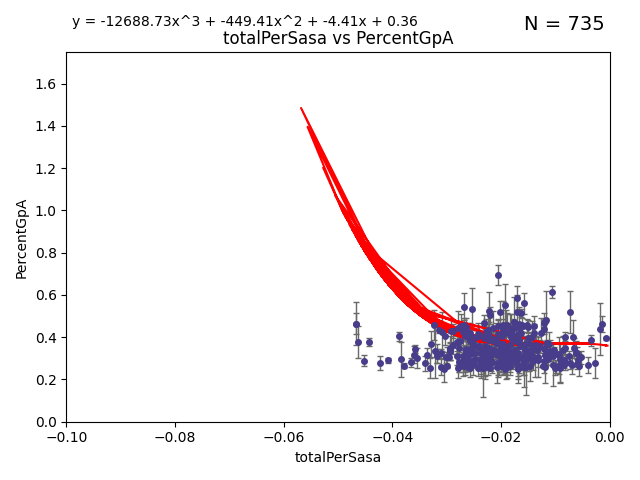 y = -12688.73x^3 + -449.41x^2 + -4.41x + 0.36
N = 735
totalPerSasa vs PercentGpA
PercentGpA
1.6
1.4
1.2
1.0
0.8
0.6
0.4
0.2
0.0
−0.10 −0.08 −0.06 −0.04 −0.02 0.00
totalPerSasa